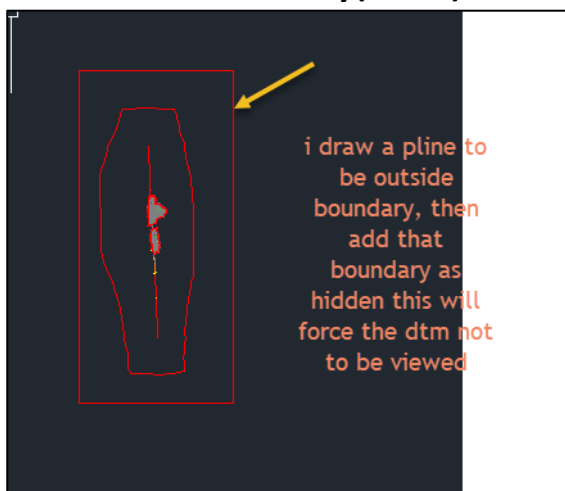 i draw a pline to
be outside
boundary, then
add that
boundary as
hidden this will
force the dtm not
to be viewed